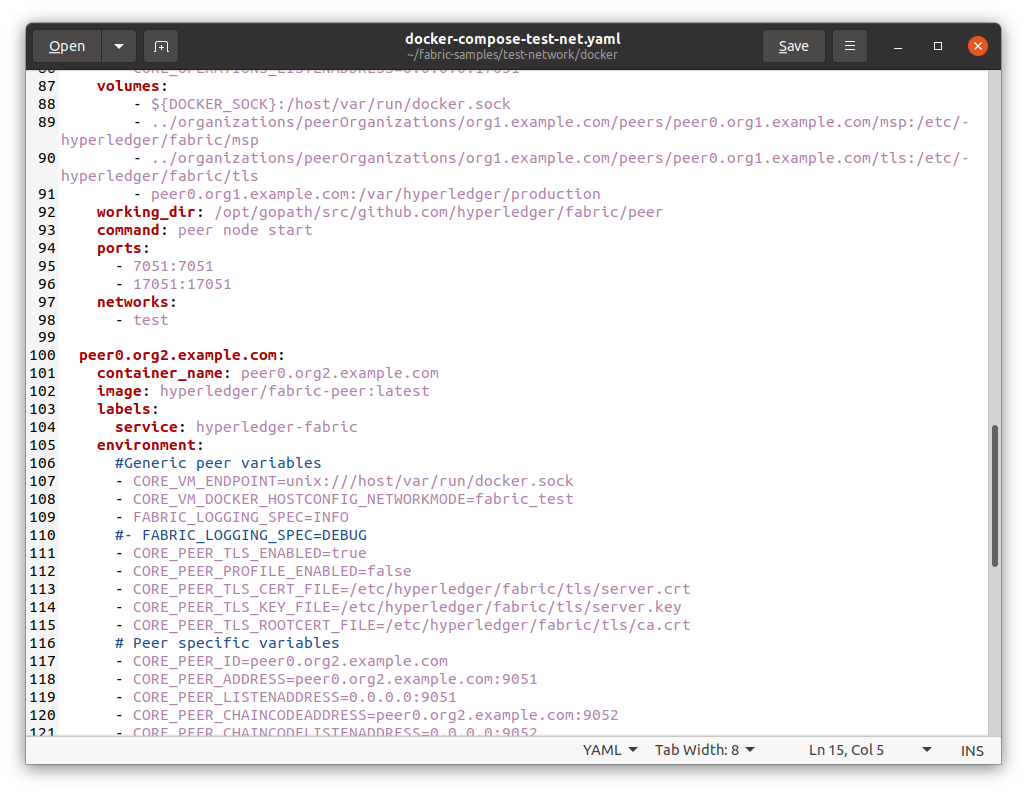 Open
docker-compose-test-net.yaml
~/fabric-samples/test-network/docker
Save
86 - CORE_OPERATIONS_LISTENADDRESS=0.0.0.0:17051
87 volumes:
88 - ${DOCKER_SOCK}:/host/var/run/docker.sock
89 - ../organizations/peerOrganizations/org1.example.com/peers/peer0.org1.example.com/msp:/etc/-
hyperledger/fabric/msp
90 - ../organizations/peerOrganizations/org1.example.com/peers/peer0.org1.example.com/tls:/etc/-
hyperledger/fabric/tls
91 - peer0.org1.example.com:/var/hyperledger/production
92 working_dir: /opt/gopath/src/github.com/hyperledger/fabric/peer
93 command: peer node start
94 ports:
95 - 7051:7051
96 - 17051:17051
97 networks:
98 - test
99
100 peer0.org2.example.com:
101 container_name: peer0.org2.example.com
102 image: hyperledger/fabric-peer:latest
103 labels:
104 service: hyperledger-fabric
105 environment:
106 #Generic peer variables
107 - CORE_VM_ENDPOINT=unix:///host/var/run/docker.sock
108 - CORE_VM_DOCKER_HOSTCONFIG_NETWORKMODE=fabric_test
109 - FABRIC_LOGGING_SPEC=INFO
110 #- FABRIC_LOGGING_SPEC=DEBUG
111 - CORE_PEER_TLS_ENABLED=true
112 - CORE_PEER_PROFILE_ENABLED=false
113 - CORE_PEER_TLS_CERT_FILE=/etc/hyperledger/fabric/tls/server.crt
114 - CORE_PEER_TLS_KEY_FILE=/etc/hyperledger/fabric/tls/server.key
115 - CORE_PEER_TLS_ROOTCERT_FILE=/etc/hyperledger/fabric/tls/ca.crt
116 # Peer specific variables
117 - CORE_PEER_ID=peer0.org2.example.com
118 - CORE_PEER_ADDRESS=peer0.org2.example.com:9051
119 - CORE_PEER_LISTENADDRESS=0.0.0.0:9051
120 - CORE_PEER_CHAINCODEADDRESS=peer0.org2.example.com:9052
121 - CORE_PEER_CHAINCODELISTENADDRESS=0.0.0.0:9052
YAML Tab Width: 8 Ln 15, Col 5 INS